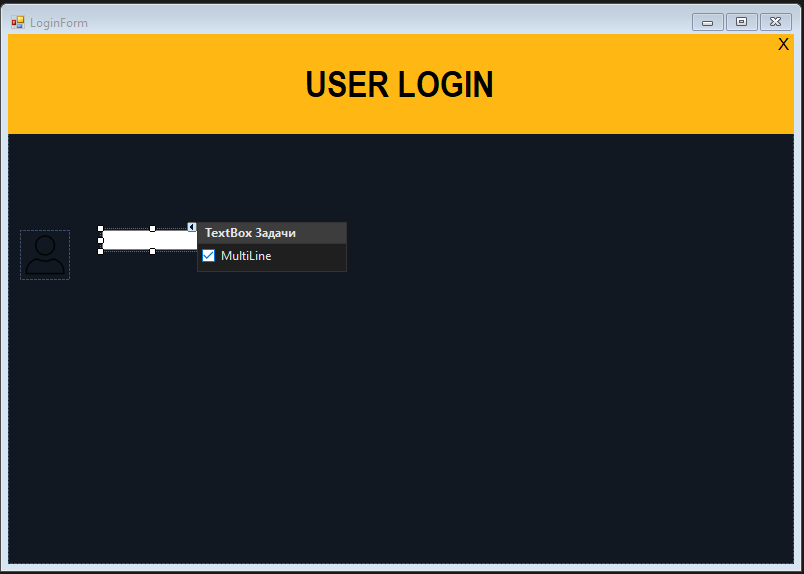 LoginForm
X
USER LOGIN
TextBox Задачи
MultiLine